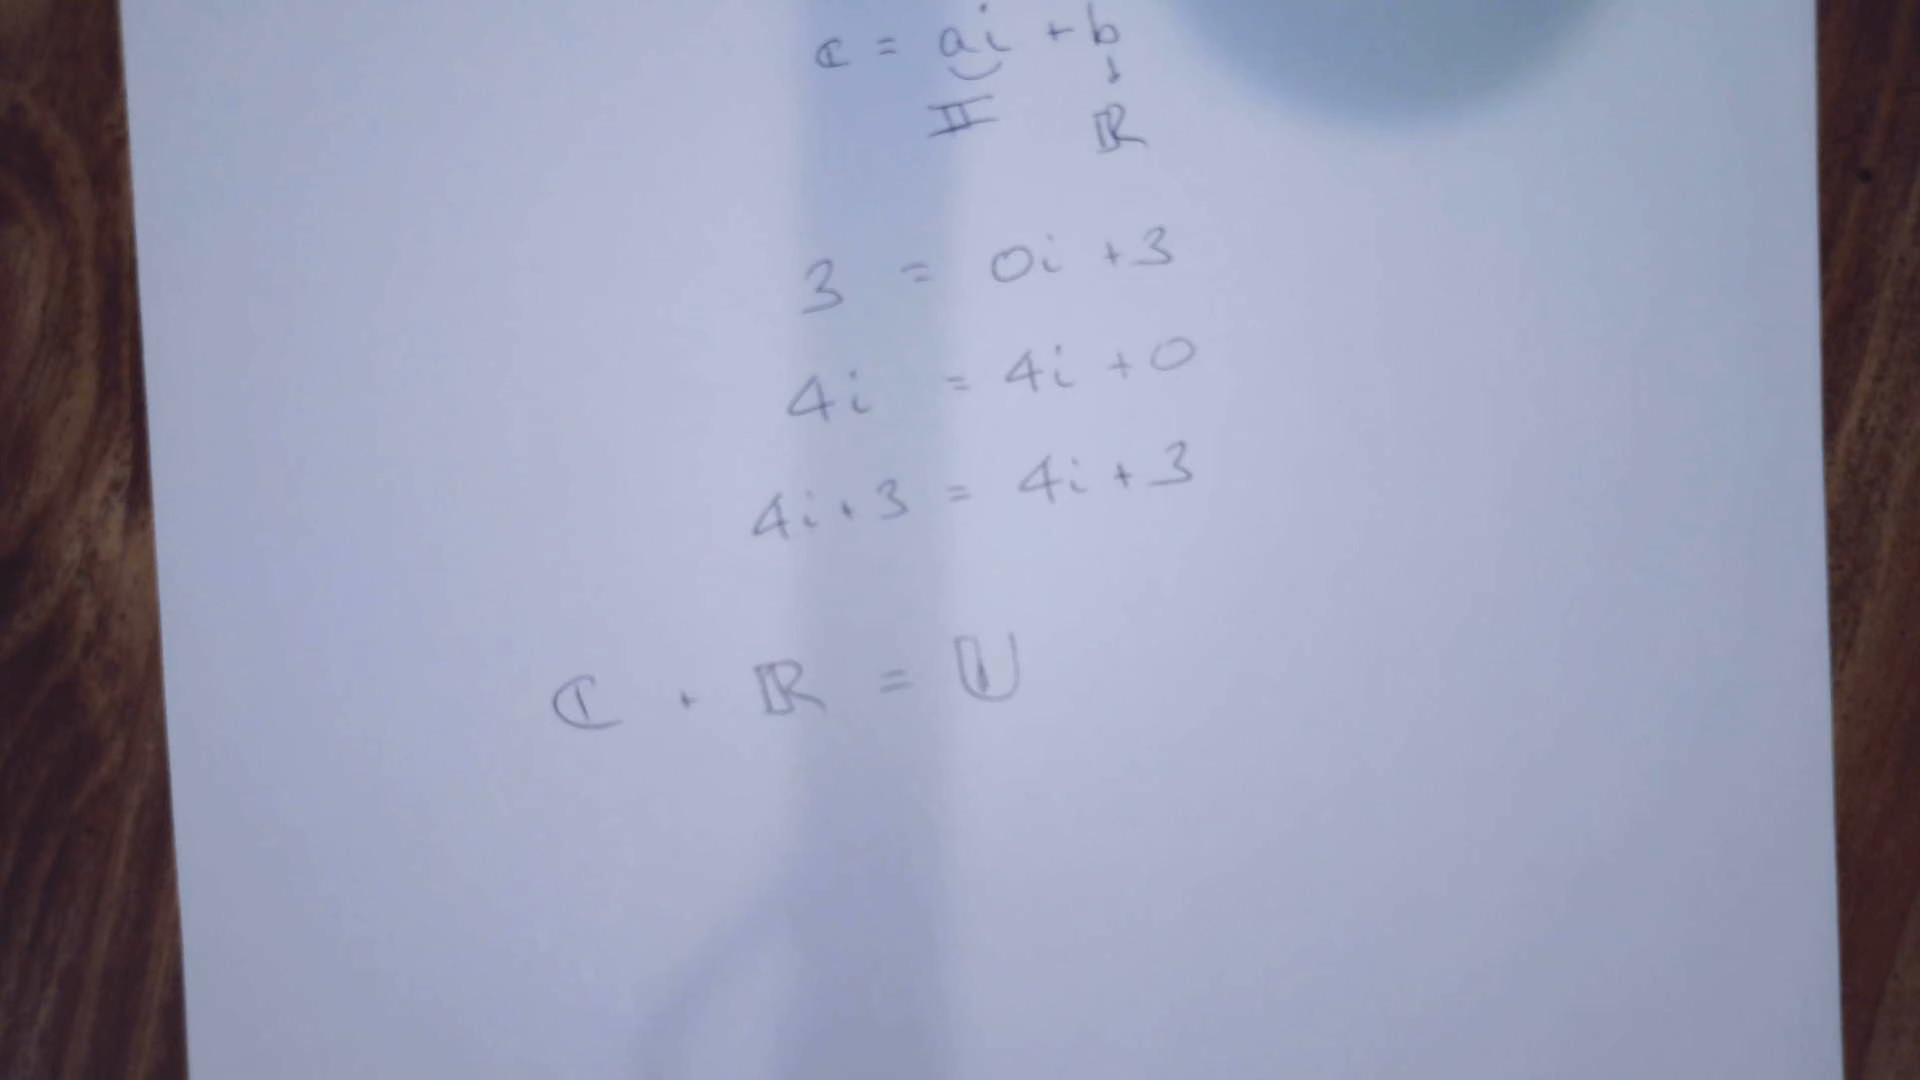 ℂ = ai + b
𝕀 ↓
ℝ
3 = 0i + 3
4i = 4i + 0
4i + 3 = 4i + 3
ℂ + ℝ = 𝕌